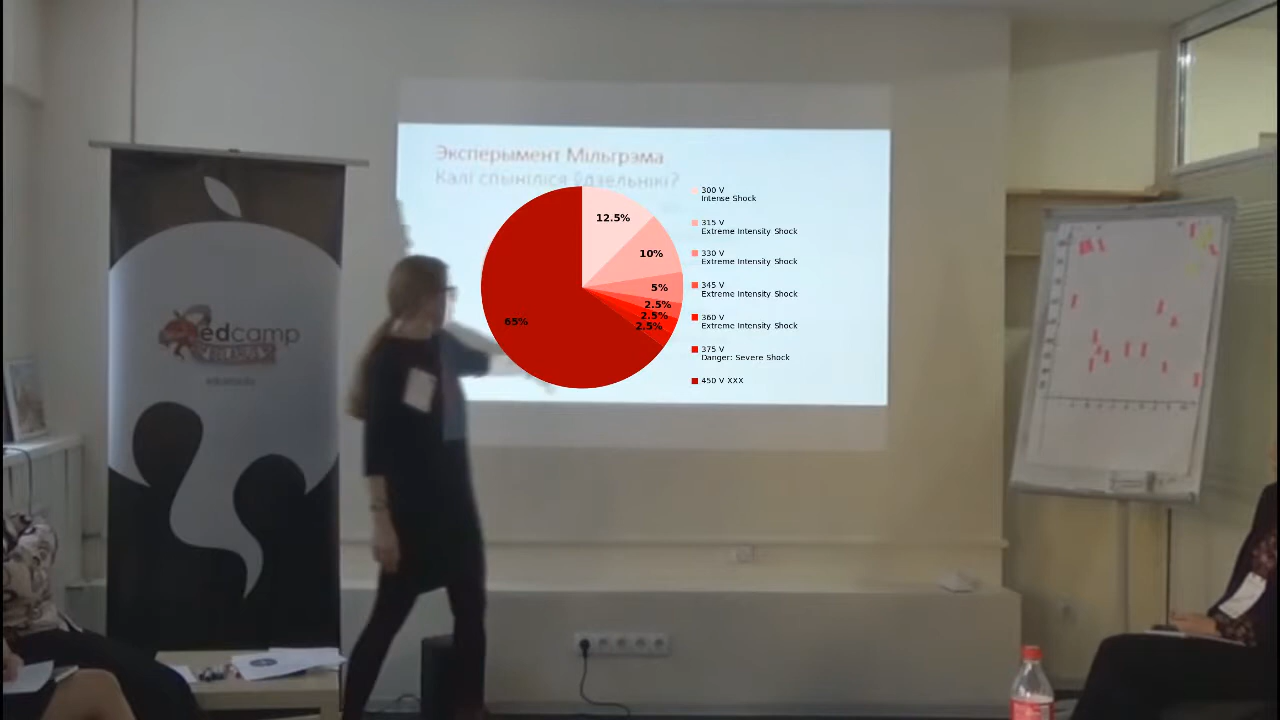 Эксперымент Мільгрэма
Калі спыніліся ўдзельнікі?
12.5%
10%
5%
2.5%
2.5%
2.5%
65%
300 V
Intense Shock
315 V
Extreme Intensity Shock
330 V
Extreme Intensity Shock
345 V
Extreme Intensity Shock
360 V
Extreme Intensity Shock
375 V
Danger: Severe Shock
450 V XXX
edcamp